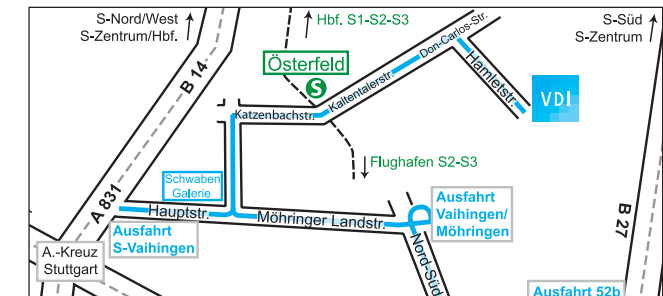 S-Nord/West
S-Zentrum/Hbf.
Hbf. S1-S2-S3
S-Süd
S-Zentrum
Don-Carlos-Str.
Österfeld
S
B 14
Kaltentalerstr.
Hamletstr.
VDI
Katzenbachstr.
Flughafen S2-S3
Schwaben
Galerie
A 831
Hauptstr.
Möhringer Landstr.
Ausfahrt
Vaihingen/
Möhringen
B 27
Ausfahrt
S-Vaihingen
A.-Kreuz
Stuttgart
Nord-Süd
Ausfahrt 52b